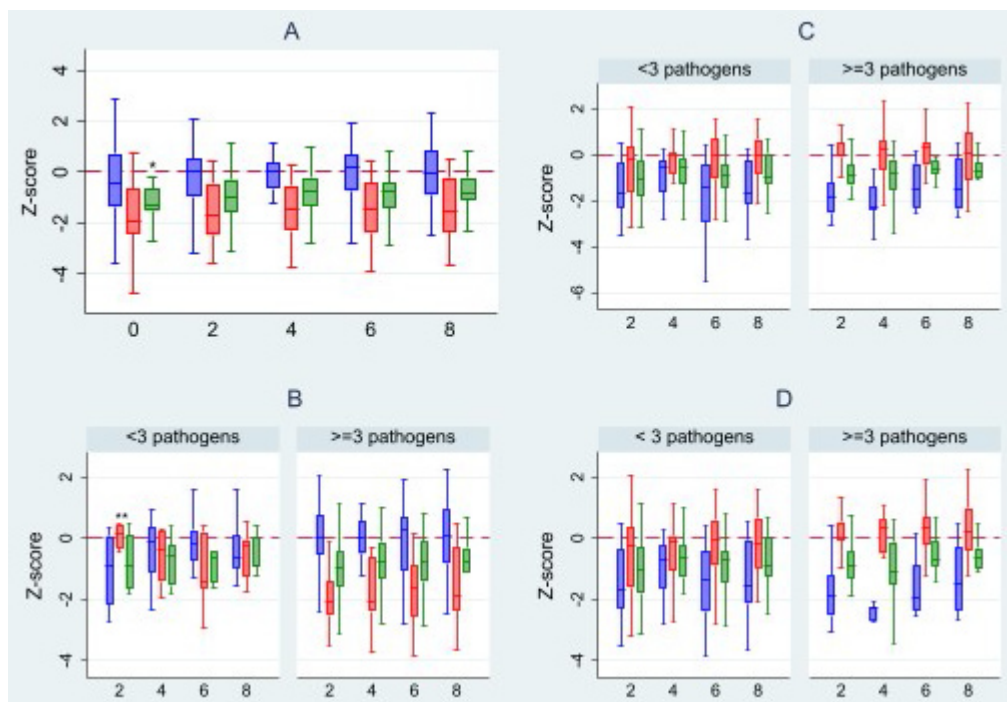 A
Z-score
4
2
0
-2
-4
*
0 2 4 6 8
C
<3 pathogens >=3 pathogens
Z-score
2
0
-2
-4
-6
2 4 6 8 2 4 6 8
B
<3 pathogens >=3 pathogens
Z-score
2
0
-2
-4
**
2 4 6 8 2 4 6 8
D
< 3 pathogens >=3 pathogens
Z-score
2
0
-2
-4
2 4 6 8 2 4 6 8